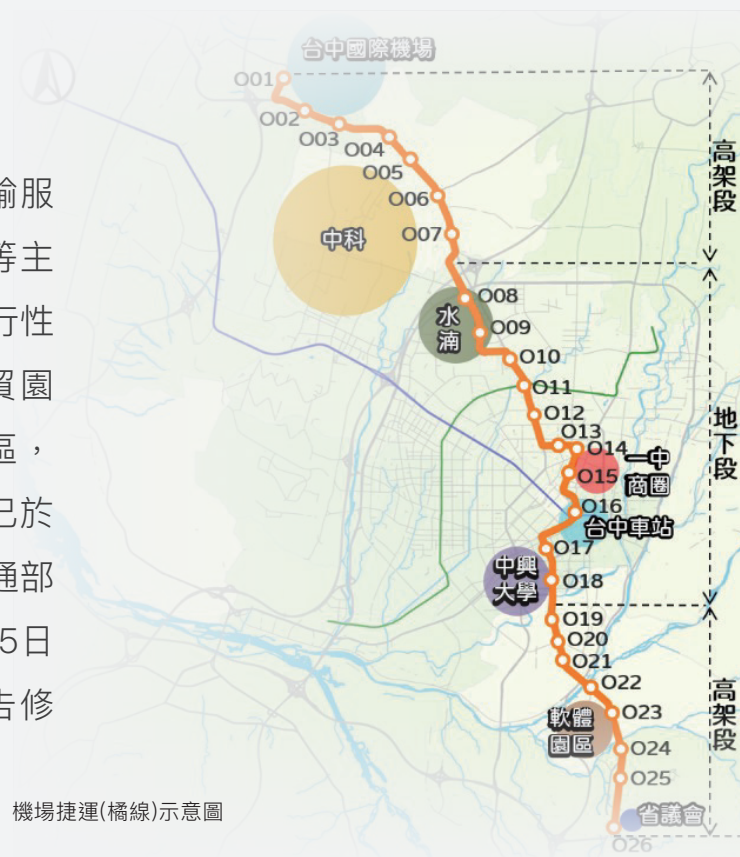 輸服
等主
行性
貿園
區，
已於
通部
5日
告修
機場捷運(橘線)示意圖
台中國際機場
O01
O02
O03
O04
O05
O06
O07
中科
高架段
O08
水湳
O09
O10
O11
O12
O13
O14
一中
商圈
O15
O16
台中車站
地下段
O17
中興
大學
O18
O19
O20
O21
O22
O23
軟體
園區
O24
O25
省議會
O26
高架段